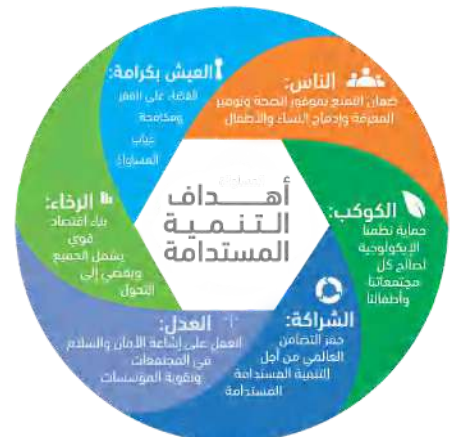 أهداف
التنمية
المستدامة
العيش بكرامة:
القضاء على الفقر
ومكافحة
غياب
المساواة
الناس:
ضمان التمتع بموفور الصحة وتوفير
المعرفة وإدماج النساء والأطفال
الكوكب:
حماية نظمنا
الإيكولوجية
لصالح كل
مجتمعاتنا
وأطفالنا
الشراكة:
حفز التضامن
العالمي من أجل
التنمية المستدامة
المستدامة
العدل:
العمل على إشاعة الأمان والسلام
في المجتمعات
وتقوية المؤسسات
الرخاء:
بناء اقتصاد
قوي
يشمل الجميع
ويفضي إلى
التحول